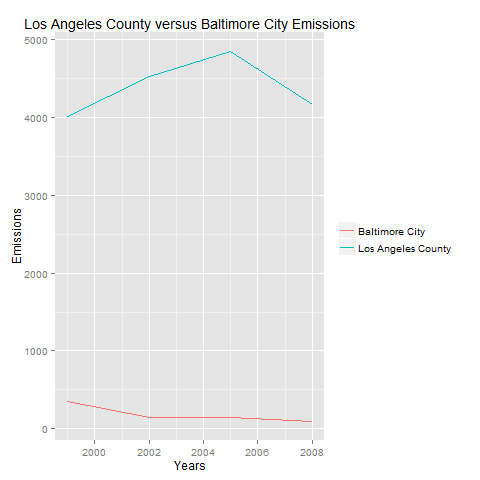 Los Angeles County versus Baltimore City Emissions
5000
4000
3000
2000
1000
0
Emissions
2000 2002 2004 2006 2008
Years
Baltimore City
Los Angeles County